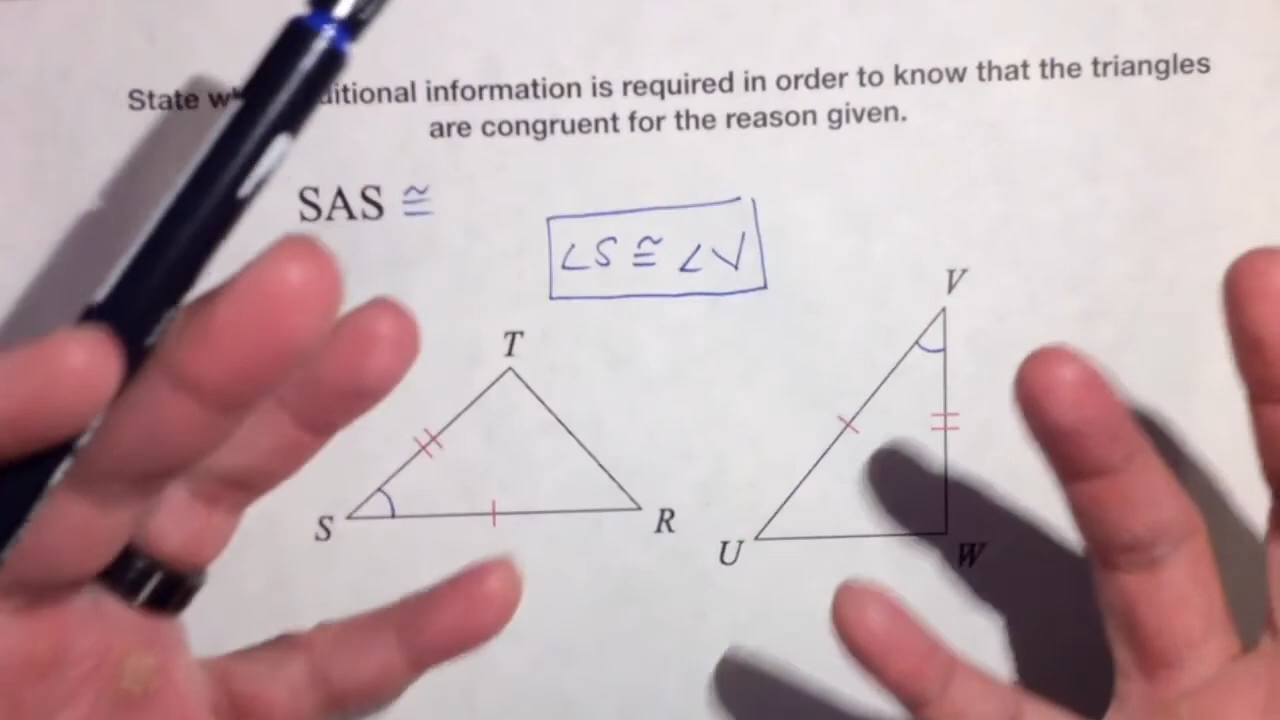 State ditional information is required in order to know that the triangles
are congruent for the reason given.
SAS ≅
∠S ≅ ∠V
V
T
S
R
U
W